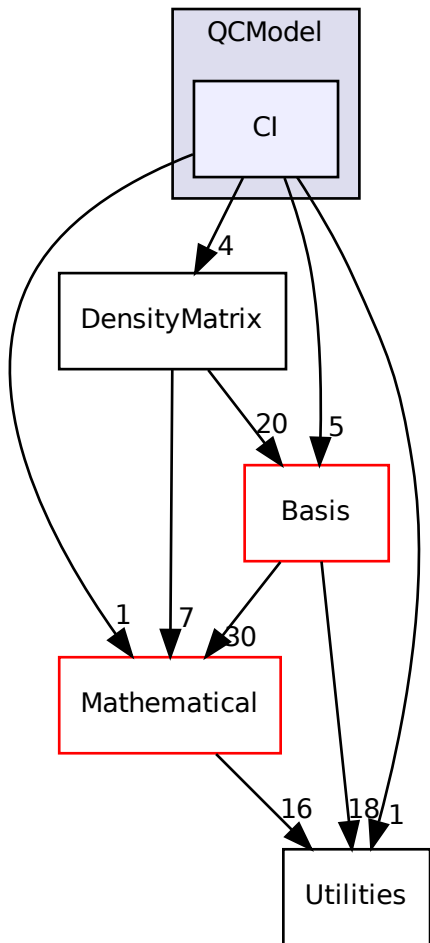 QCModel
CI
4
DensityMatrix
20
5
Basis
1
7
30
Mathematical
16
18
1
Utilities